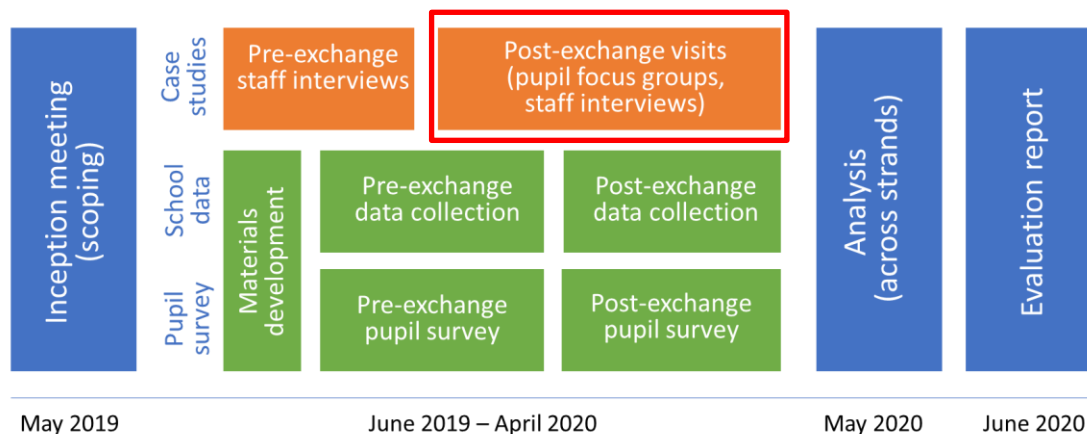 Inception meeting
(scoping)
Case
studies
Pre-exchange
staff interviews
Post-exchange visits
(pupil focus groups,
staff interviews)
School
data
Materials
development
Pre-exchange
data collection
Post-exchange
data collection
Pupil
survey
Pre-exchange
pupil survey
Post-exchange
pupil survey
Analysis
(across strands)
Evaluation report
May 2019
June 2019 – April 2020
May 2020
June 2020